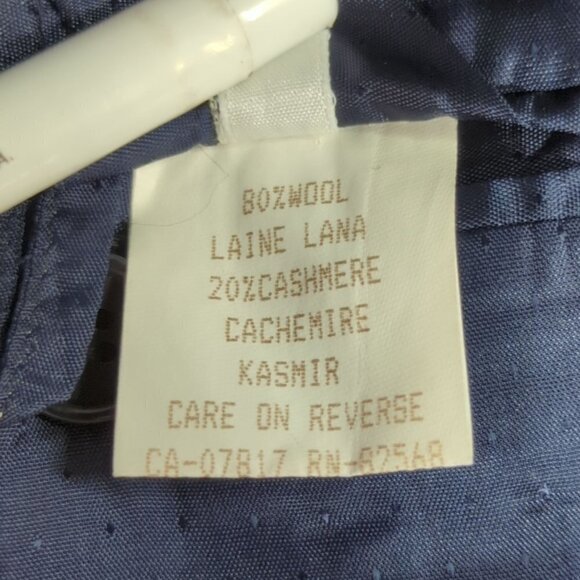 80%WOOL
LAINE LANA
20%CASHMERE
CACHEMIRE
KASMIR
CARE ON REVERSE
CA-07817 RN-82568